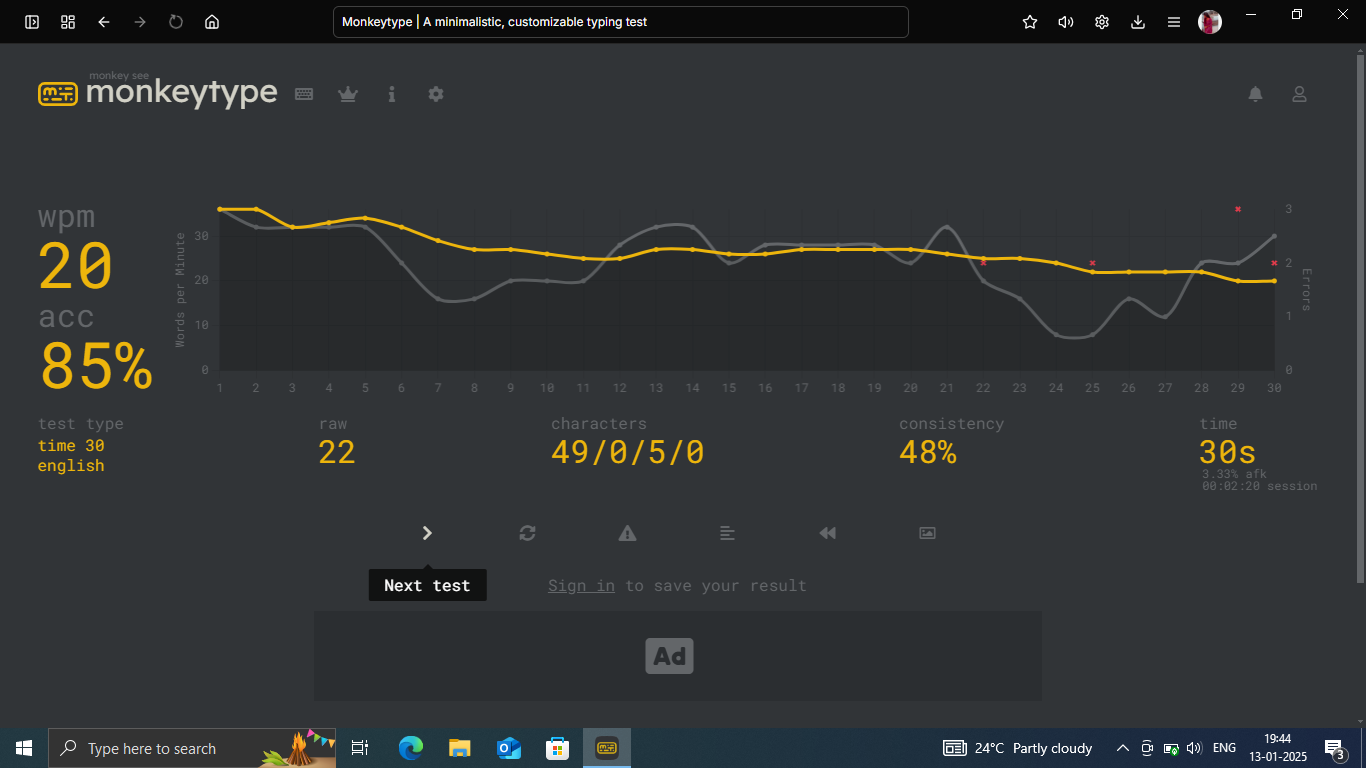 Monkeytype | A minimalistic, customizable typing test
monkey see
monkeytype
wpm
20
acc
85%
Words per Minute
30
20
10
0
1 2 3 4 5 6 7 8 9 10 11 12 13 14 15 16 17 18 19 20 21 22 23 24 25 26 27 28 29 30
3
2
1
0
Errors
test type
time 30
english
raw
22
characters
49/0/5/0
consistency
48%
time
30s
3.33% afk
00:02:20 session
Next test
Sign in to save your result
Ad
Type here to search
24°C Partly cloudy
ENG
19:44
13-01-2025
3